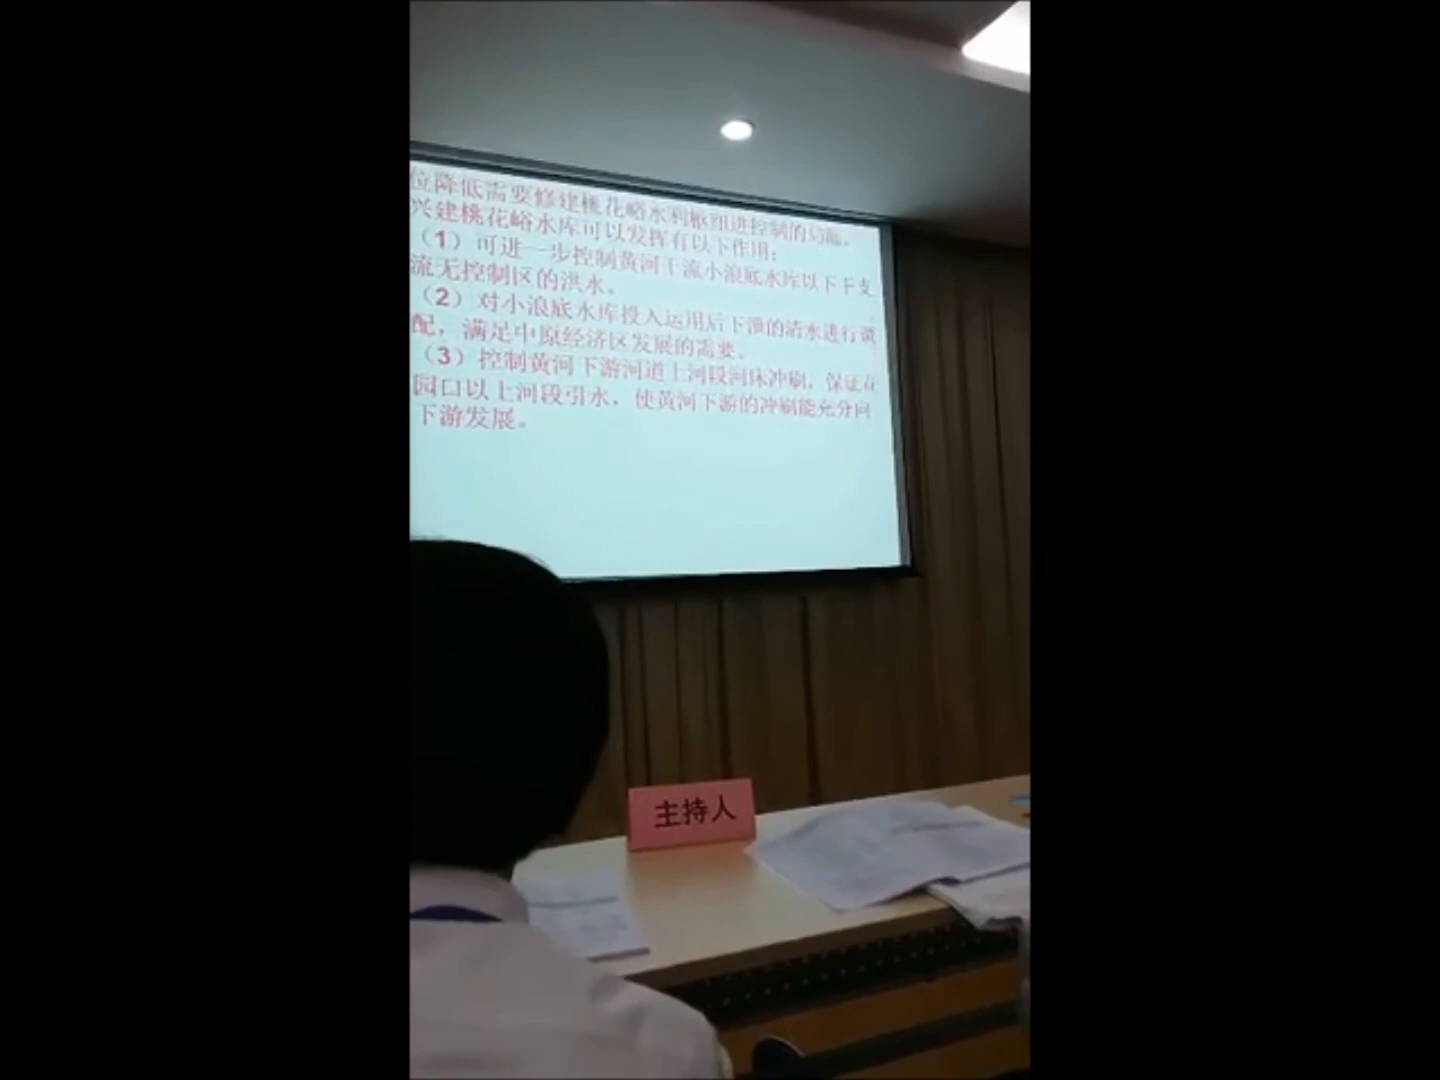 位降低需要修建桃花峪水利枢纽进控制的局面。
兴建桃花峪水库可以发挥有以下作用：
（1）可进一步控制黄河干流小浪底水库以下干支
流无控制区的洪水。
（2）对小浪底水库投入运用后下泄的清水进行调
配，满足中原经济区发展的需要。
（3）控制黄河下游河道上河段河床冲刷，保证花
园口以上河段引水，使黄河下游的冲刷能充分向
下游发展。
主持人